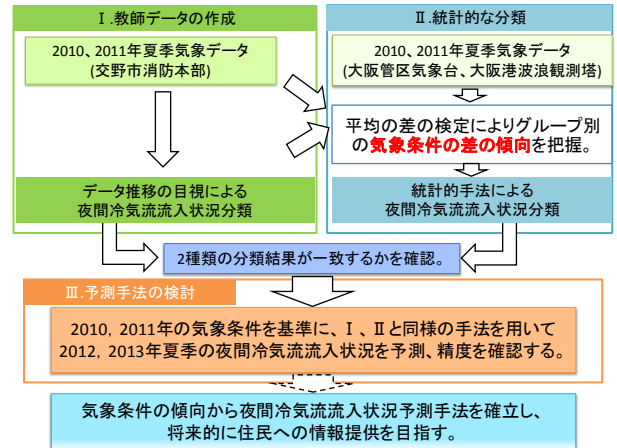 Ⅰ.教師データの作成
2010、2011年夏季気象データ
(交野市消防本部)
データ推移の目視による
夜間冷気流流入状況分類
Ⅱ.統計的な分類
2010、2011年夏季気象データ
(大阪管区気象台、大阪港波浪観測塔)
平均の差の検定によりグループ別
の気象条件の差の傾向を把握。
統計的手法による
夜間冷気流流入状況分類
2種類の分類結果が一致するかを確認。
Ⅲ.予測手法の検討
2010, 2011年の気象条件を基準に、Ⅰ、Ⅱと同様の手法を用いて
2012, 2013年夏季の夜間冷気流流入状況を予測、精度を確認する。
気象条件の傾向から夜間冷気流流入状況予測手法を確立し、
将来的に住民への情報提供を目指す。